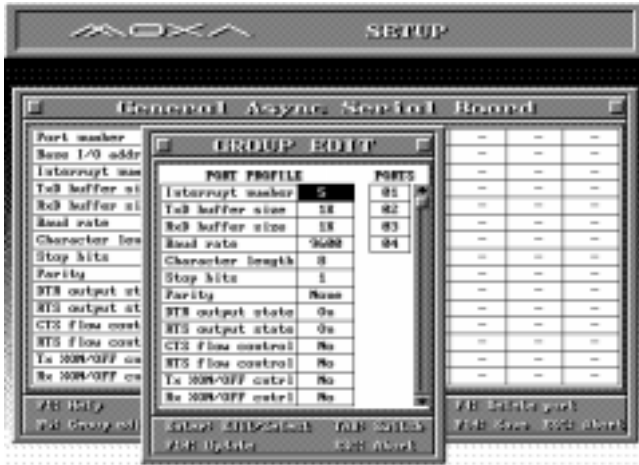 MOXA SETUP
General Async Serial Board
Port number
Base I/O addr
Interrupt num
TxD buffer si
RxD buffer si
Baud rate
Character len
Stop bits
Parity
DTR output st
RTS output st
CTS flow cont
RTS flow cont
Tx XON/OFF cn
Rx XON/OFF cn
GROUP EDIT
PORT PROFILE PORTS
Interrupt number 5 01
TxD buffer size 1K 02
RxD buffer size 1K 03
Baud rate 9600 04
Character length 8
Stop bits 1
Parity None
DTR output state On
RTS output state On
CTS flow control No
RTS flow control No
Tx XON/OFF cntrl No
Rx XON/OFF cntrl No
Enter: Edit/Select TAB: Switch
F10: Update ESC: Abort
F1: Help
Group ed
Delete port
F10: Save ESC: Abort